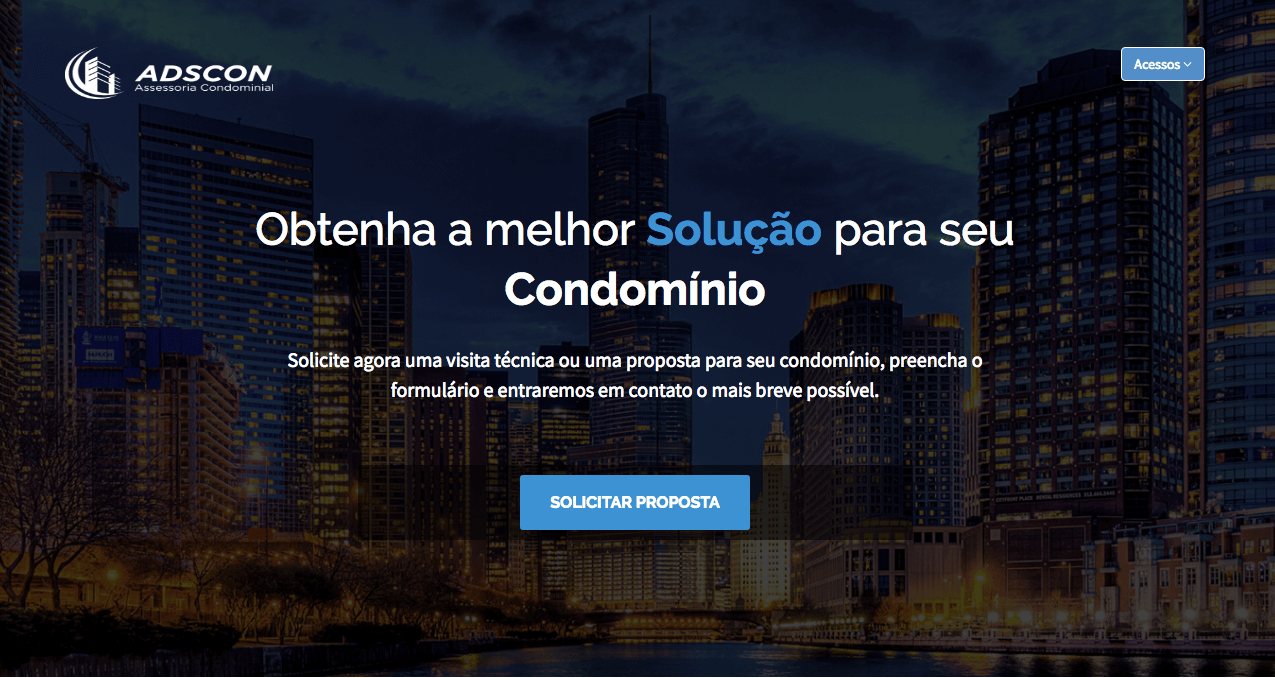 ADSCON
Assessoria Condominial
Acessos
Obtenha a melhor Solução para seu
Condomínio
Solicite agora uma visita técnica ou uma proposta para seu condomínio, preencha o
formulário e entraremos em contato o mais breve possível.
SOLICITAR PROPOSTA